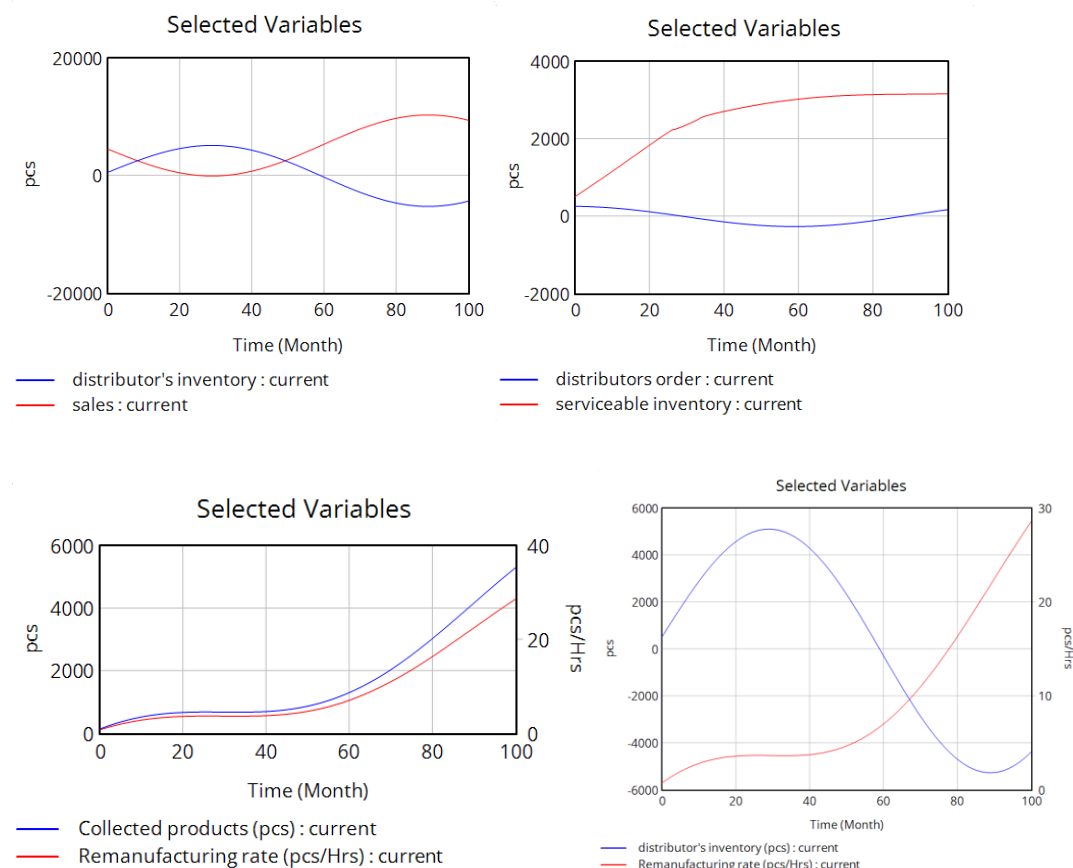 Selected Variables
20000
0
-20000
pcs
0 20 40 60 80 100
Time (Month)
distributor's inventory : current
sales : current
Selected Variables
4000
2000
0
-2000
pcs
0 20 40 60 80 100
Time (Month)
distributors order : current
serviceable inventory : current
Selected Variables
6000
4000
2000
0
pcs
40
20
0
pcs/Hrs
0 20 40 60 80 100
Time (Month)
Collected products (pcs) : current
Remanufacturing rate (pcs/Hrs) : current
Selected Variables
6000
4000
2000
0
-2000
-4000
-6000
pcs
30
20
10
0
pcs/Hrs
0 20 40 60 80 100
Time (Month)
distributor's inventory (pcs) : current
Remanufacturing rate (pcs/Hrs) : current